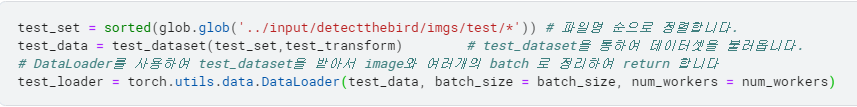 test_set = sorted(glob.glob('../input/detectthebird/imgs/test/*')) # 파일명 순으로 정렬합니다.
test_data = test_dataset(test_set,test_transform) # test_dataset을 통하여 데이터셋을 불러옵니다.
# DataLoader를 사용하여 test_dataset을 받아서 image와 여러개의 batch 로 정리하여 return 합니다
test_loader = torch.utils.data.DataLoader(test_data, batch_size = batch_size, num_workers = num_workers)